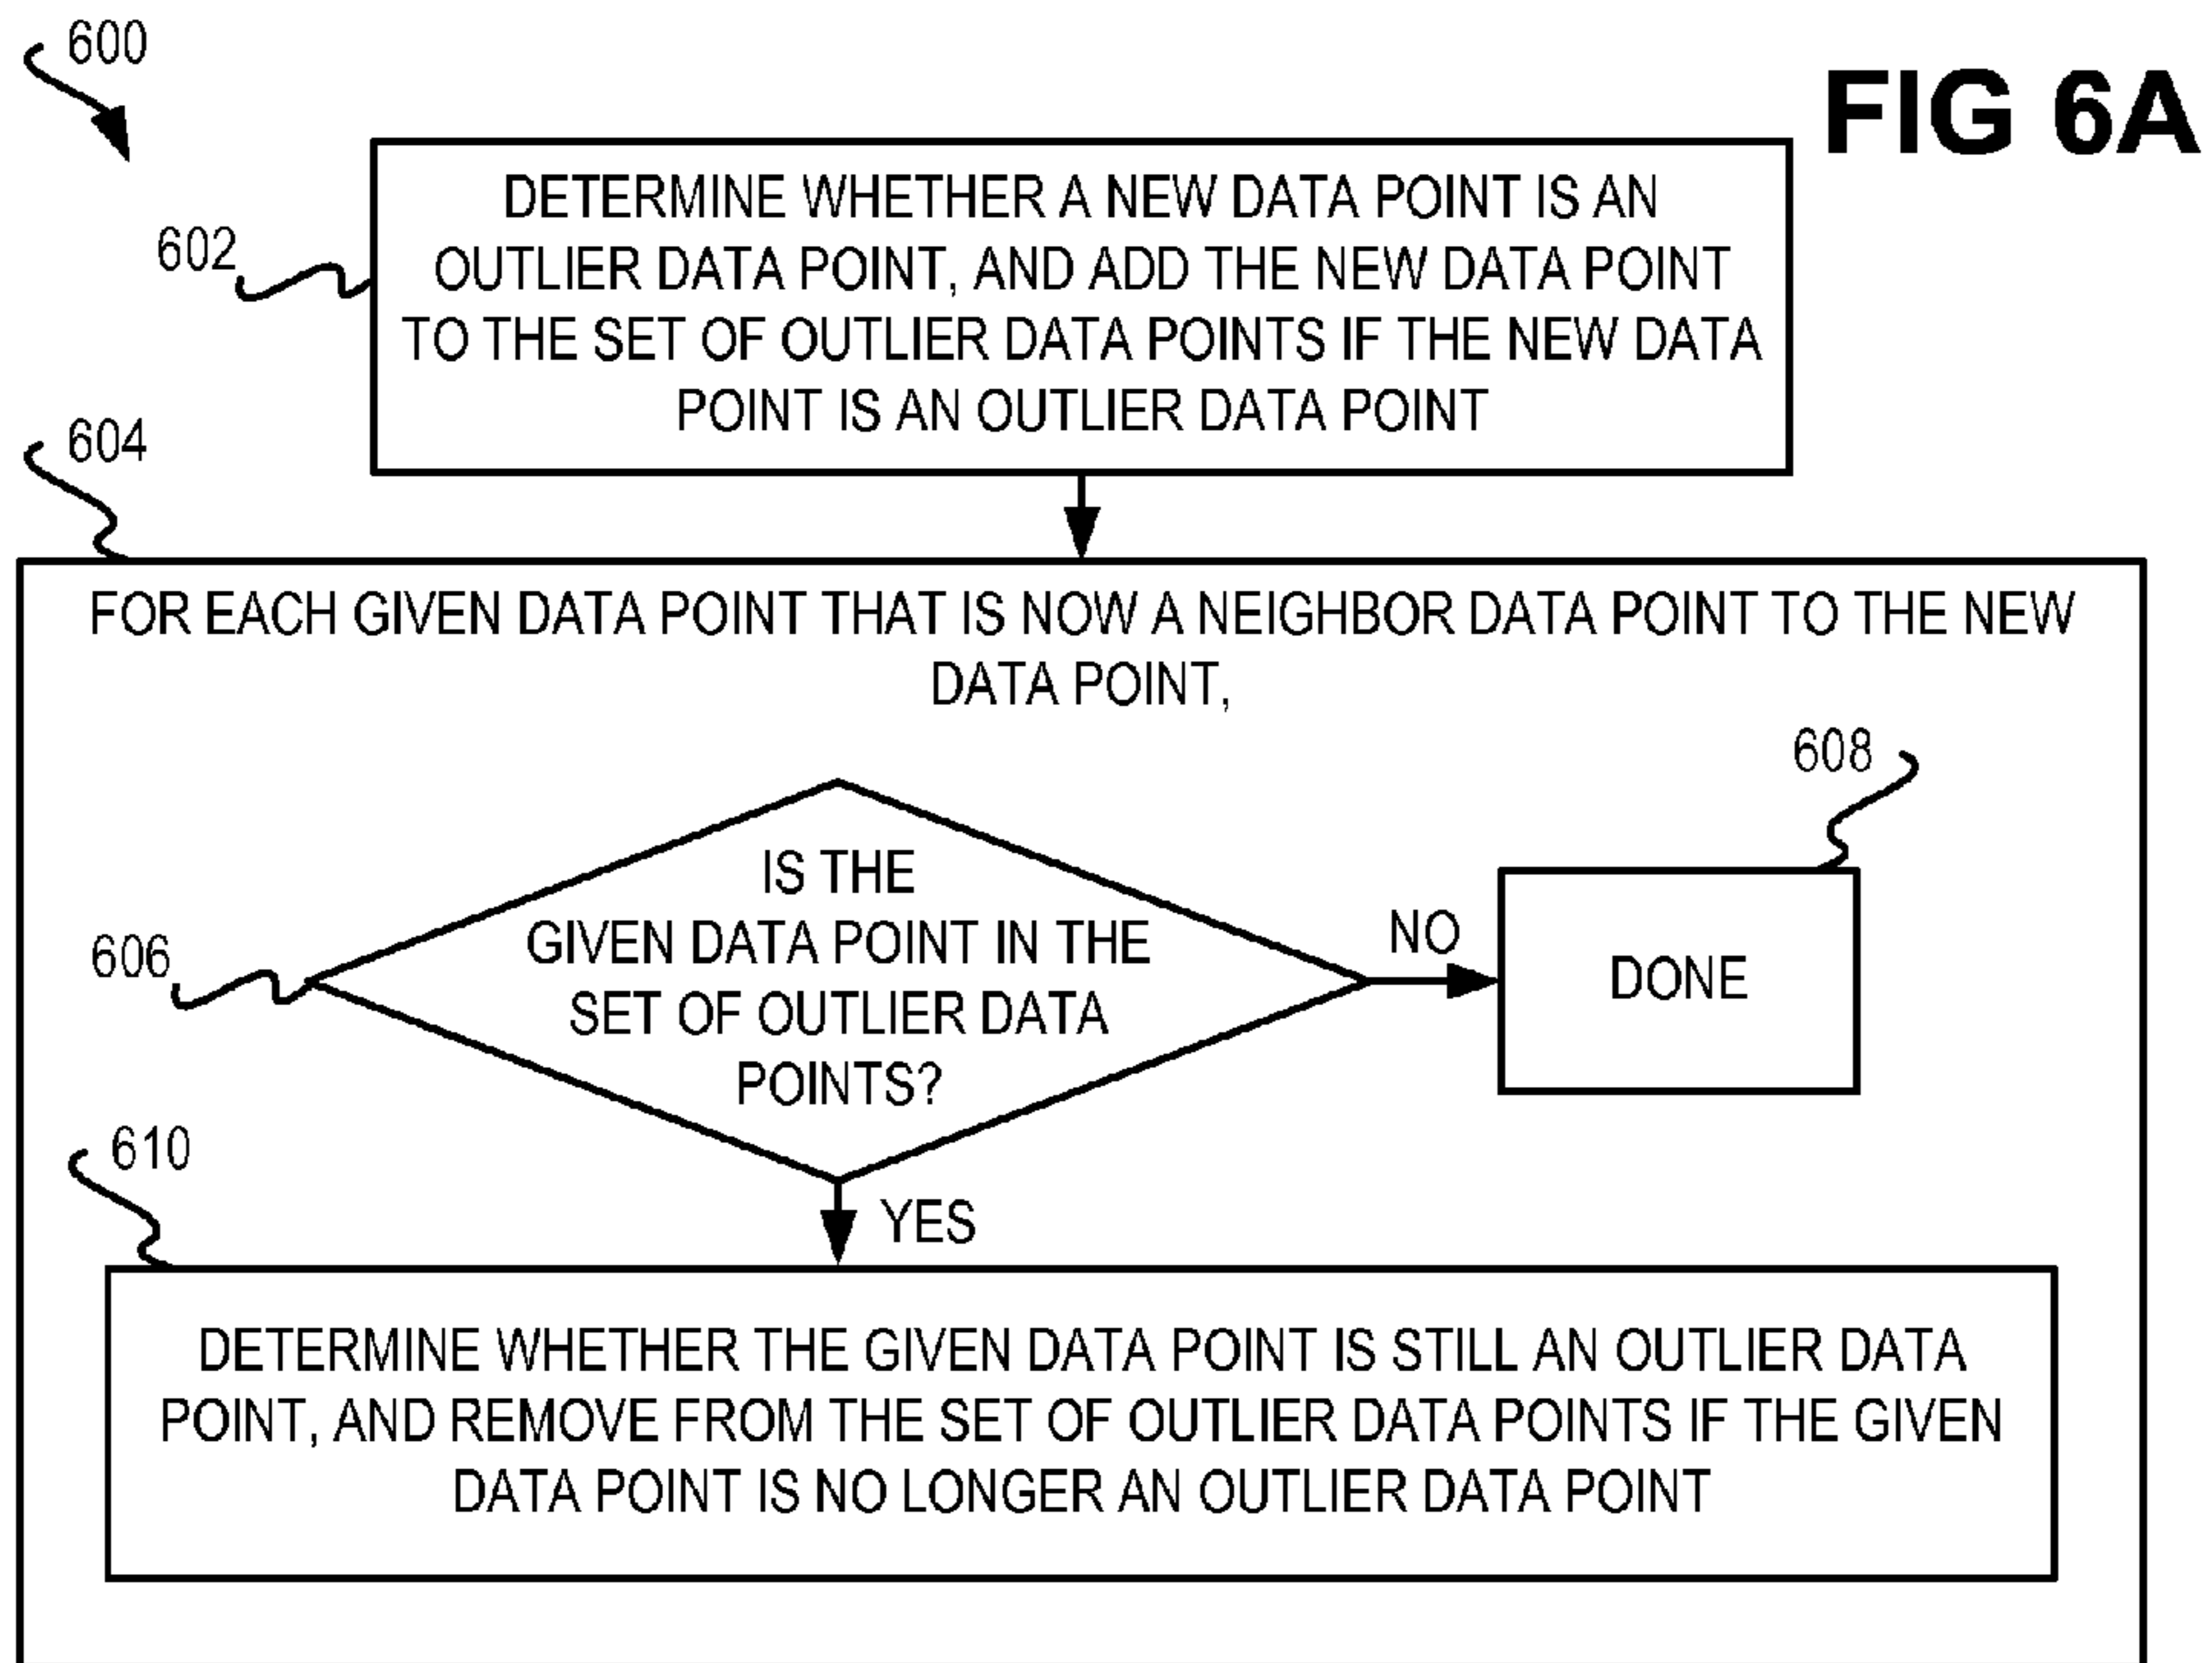 600
FIG 6A
602
DETERMINE WHETHER A NEW DATA POINT IS AN
OUTLIER DATA POINT, AND ADD THE NEW DATA POINT
TO THE SET OF OUTLIER DATA POINTS IF THE NEW DATA
POINT IS AN OUTLIER DATA POINT
604
FOR EACH GIVEN DATA POINT THAT IS NOW A NEIGHBOR DATA POINT TO THE NEW
DATA POINT,
606
IS THE
GIVEN DATA POINT IN THE
SET OF OUTLIER DATA
POINTS?
NO
608
DONE
YES
610
DETERMINE WHETHER THE GIVEN DATA POINT IS STILL AN OUTLIER DATA
POINT, AND REMOVE FROM THE SET OF OUTLIER DATA POINTS IF THE GIVEN
DATA POINT IS NO LONGER AN OUTLIER DATA POINT